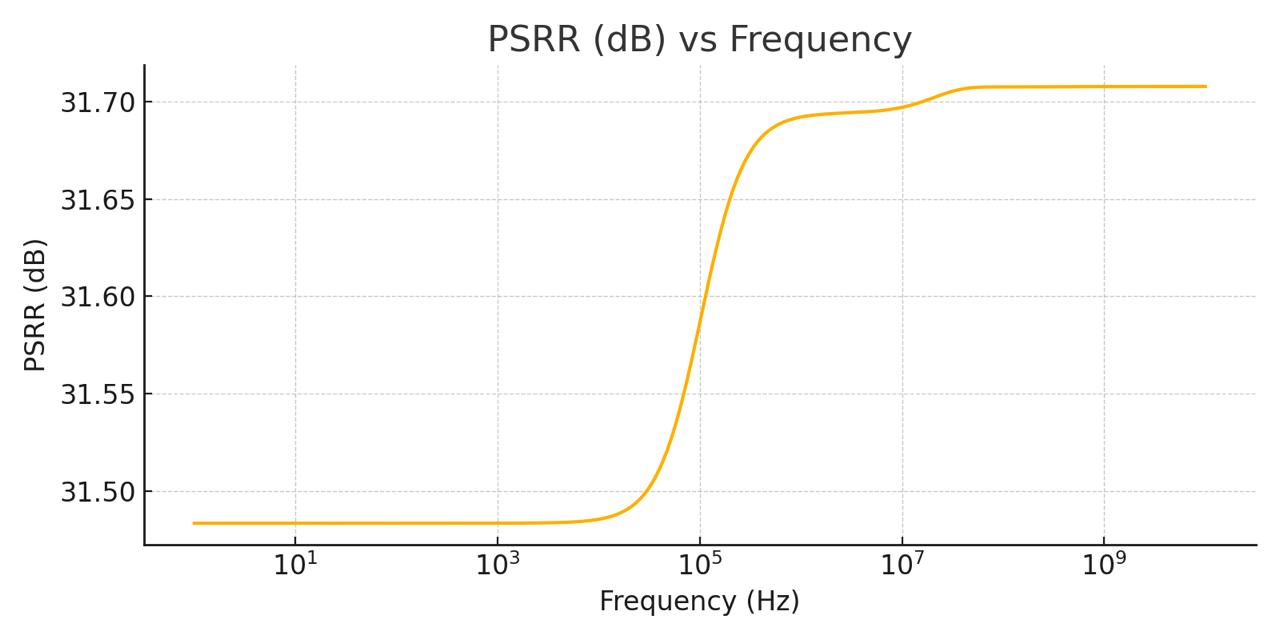 PSRR (dB) vs Frequency
PSRR (dB)
31.70
31.65
31.60
31.55
31.50
10¹ 10³ 10⁵ 10⁷ 10⁹
Frequency (Hz)